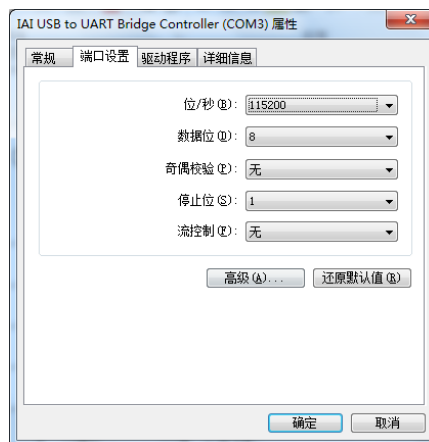 IAI USB to UART Bridge Controller (COM3) 属性
常规 端口设置 驱动程序 详细信息
位/秒(B): 115200
数据位(D): 8
奇偶校验(P): 无
停止位(S): 1
流控制(F): 无
高级(A)... 还原默认值(R)
确定 取消